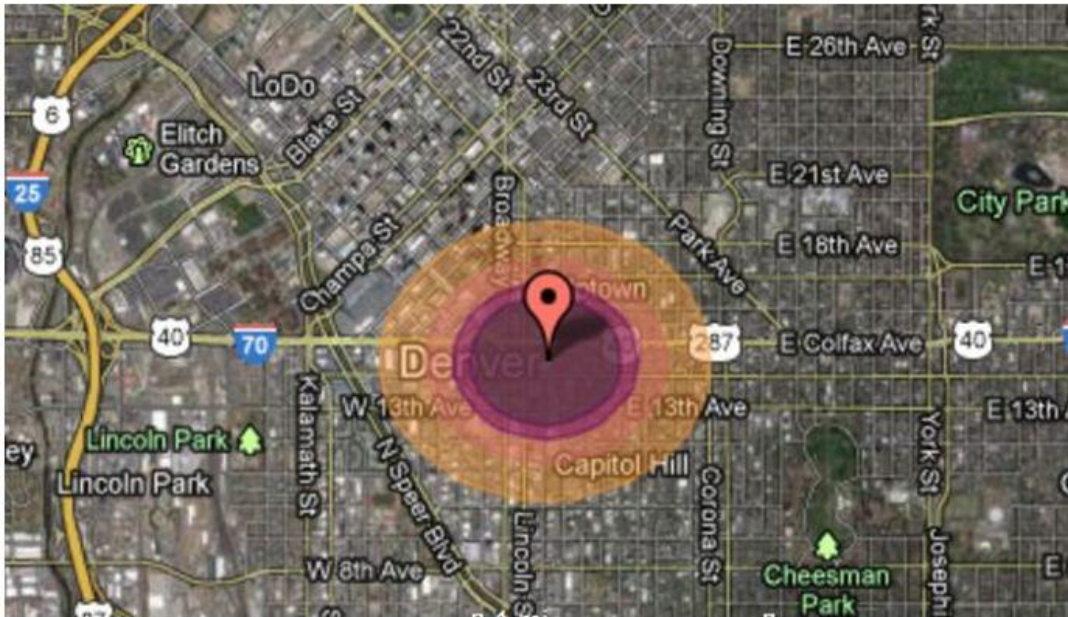 22nd St
23rd St
Downing St
E 26th Ave
LoDo
6
Elitch
Gardens
Blake St
25
E 21st Ave
City Park
Park Ave
E 18th Ave
85
Champa St
40
70
Denver
287
E Colfax Ave
40
W 13th Ave
E 13th Ave
E 13th
Kalamath St
Lincoln Park
Lincoln Park
N Speer Blvd
Capitol Hill
York St
Corona St
Lincoln S
W 8th Ave
Cheesman
Park